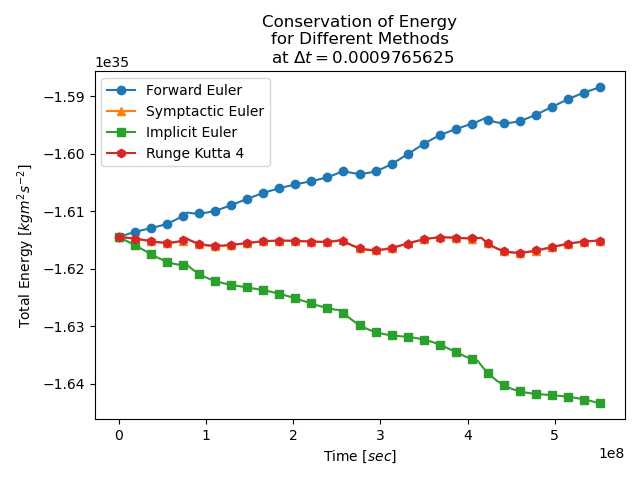 Conservation of Energy
for Different Methods
at Δt = 0.0009765625
1e35
−1.59
−1.60
−1.61
−1.62
−1.63
−1.64
Total Energy [kgm²s⁻²]
Forward Euler
Symptactic Euler
Implicit Euler
Runge Kutta 4
0
1
2
3
4
5
1e8
Time [sec]